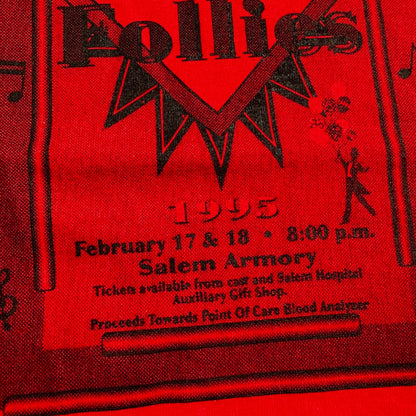 Follies
1995
February 17 & 18 • 8:00 p.m.
Salem Armory
Tickets available from cast and Salem Hospital
Auxiliary Gift Shop.
Proceeds Towards Point Of Care Blood Analyzer